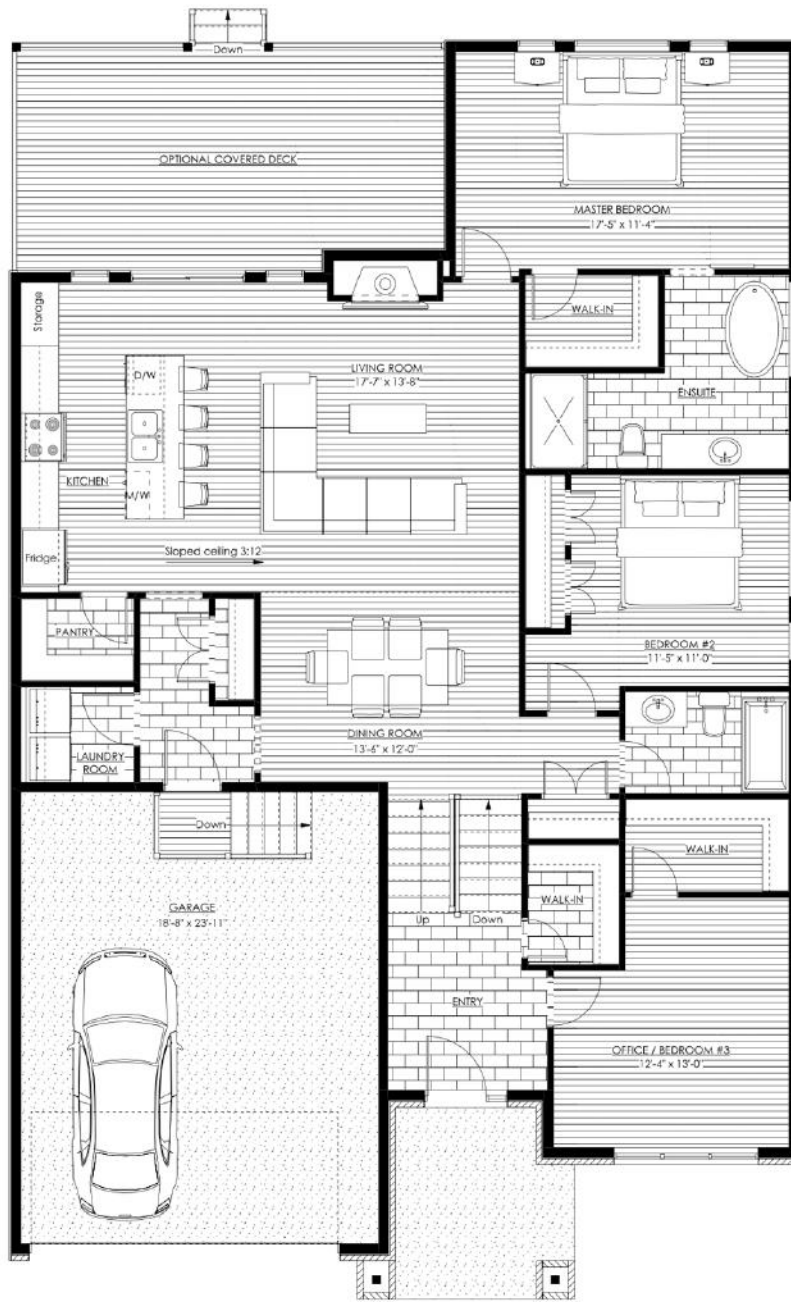 Down
OPTIONAL COVERED DECK
MASTER BEDROOM
17'-5" x 11'-4"
Storage
WALK-IN
D/W
LIVING ROOM
17'-7" x 13'-8"
ENSUITE
KITCHEN
M/W
Fridge
Sloped ceiling 3:12
PANTRY
BEDROOM #2
11'-5" x 11'-0"
DINING ROOM
13'-6" x 12'-0"
LAUNDRY
ROOM
Down
WALK-IN
WALK-IN
GARAGE
18'-8" x 23'-11"
Up
Down
ENTRY
OFFICE / BEDROOM #3
12'-4" x 13'-0"